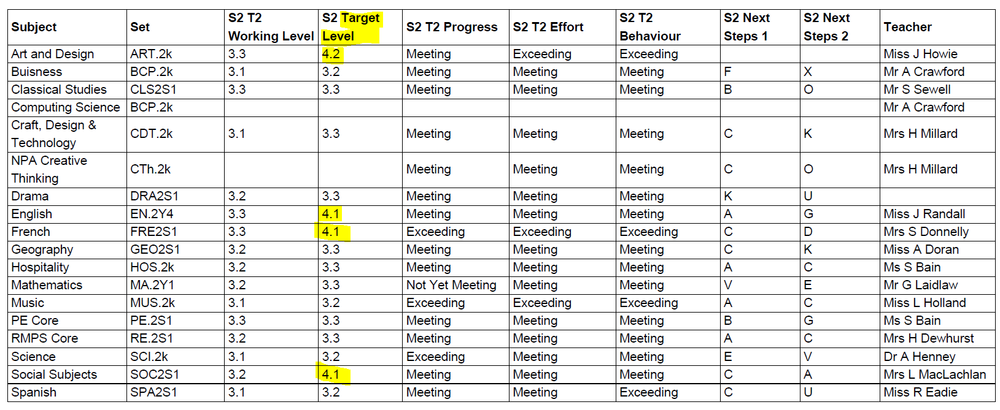 Subject Set S2 T2 Working Level S2 Target Level S2 T2 Progress S2 T2 Effort S2 T2 Behaviour S2 Next Steps 1 S2 Next Steps 2 Teacher
Art and Design ART.2k 3.3 4.2 Meeting Exceeding Exceeding Miss J Howie
Buisness BCP.2k 3.1 3.2 Meeting Meeting Meeting F X Mr A Crawford
Classical Studies CLS2S1 3.3 3.3 Meeting Meeting Meeting B O Mr S Sewell
Computing Science BCP.2k Mr A Crawford
Craft, Design & Technology CDT.2k 3.1 3.3 Meeting Meeting Meeting C K Mrs H Millard
NPA Creative Thinking CTh.2k Meeting Meeting Meeting C O Mrs H Millard
Drama DRA2S1 3.2 3.3 Meeting Meeting Meeting K U
English EN.2Y4 3.3 4.1 Meeting Meeting Meeting A G Miss J Randall
French FRE2S1 3.3 4.1 Exceeding Exceeding Exceeding C D Mrs S Donnelly
Geography GEO2S1 3.2 3.3 Meeting Meeting Meeting C K Miss A Doran
Hospitality HOS.2k 3.2 3.3 Meeting Meeting Meeting A C Ms S Bain
Mathematics MA.2Y1 3.2 3.3 Not Yet Meeting Meeting Meeting V E Mr G Laidlaw
Music MUS.2k 3.1 3.2 Exceeding Exceeding Exceeding A C Miss L Holland
PE Core PE.2S1 3.3 3.3 Meeting Meeting Meeting B G Ms S Bain
RMPS Core RE.2S1 3.2 3.3 Meeting Meeting Meeting A C Mrs H Dewhurst
Science SCI.2k 3.1 3.2 Exceeding Meeting Meeting E V Dr A Henney
Social Subjects SOC2S1 3.2 4.1 Meeting Meeting Meeting C A Mrs L MacLachlan
Spanish SPA2S1 3.1 3.2 Meeting Meeting Exceeding C U Miss R Eadie